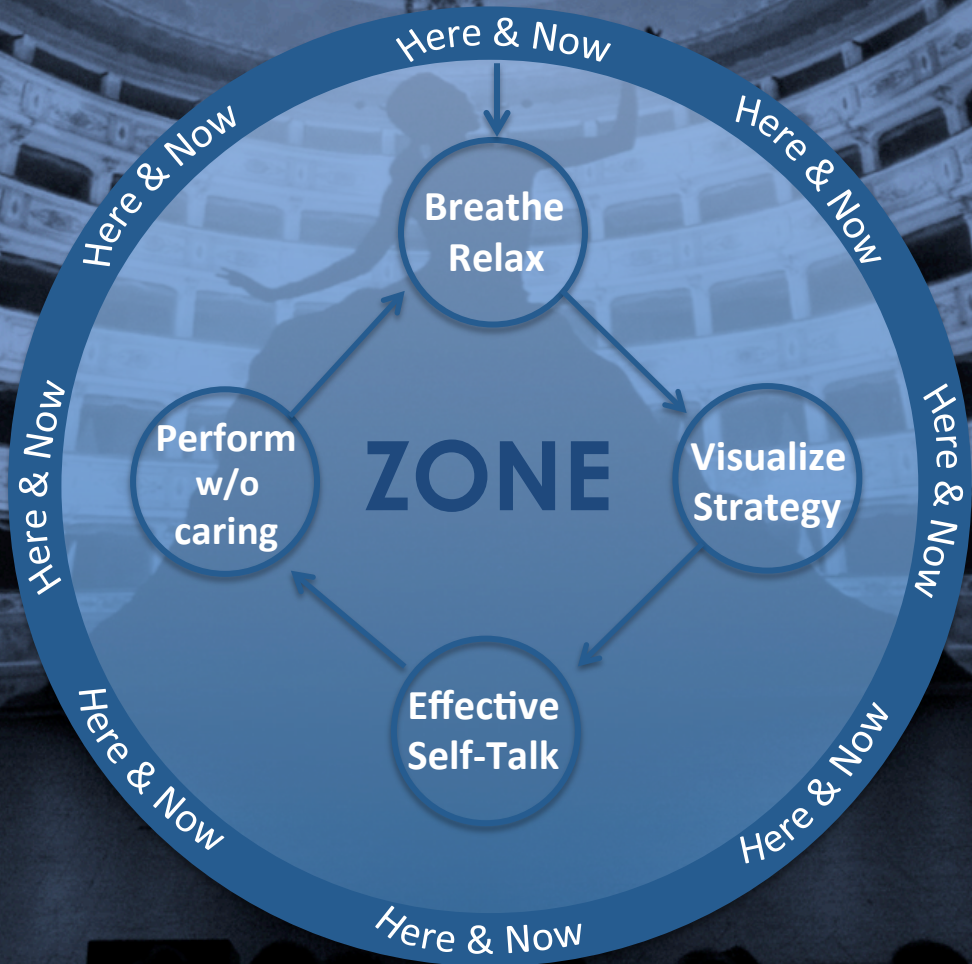 Here & Now
Here & Now
Here & Now
Breathe
Relax
Here & Now
Here & Now
Perform
w/o
caring
ZONE
Visualize
Strategy
Effective
Self-Talk
Here & Now
Here & Now
Here & Now